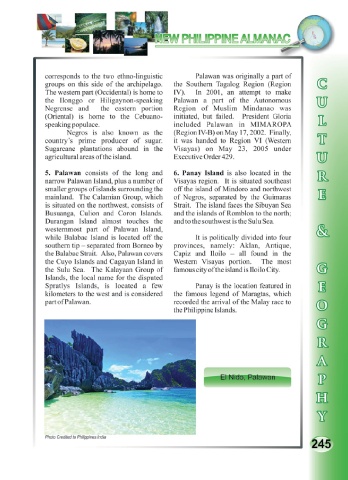 NEW PHILIPPINE ALMANAC
corresponds to the two ethno-linguistic
groups on this side of the archipelago.
The western part (Occidental) is home to
the Ilonggo or Hiligaynon-speaking
Negrense and the eastern portion
(Oriental) is home to the Cebuano-
speaking populace.
Negros is also known as the
country's prime producer of sugar.
Sugarcane plantations abound in the
agricultural areas of the island.
5. Palawan consists of the long and
narrow Palawan Island, plus a number of
smaller groups of islands surrounding the
mainland. The Calamian Group, which
is situated on the northwest, consists of
Busuanga, Culion and Coron Islands.
Durangan Island almost touches the
westernmost part of Palawan Island,
while Balabac Island is located off the
southern tip – separated from Borneo by
the Balabac Strait. Also, Palawan covers
the Cuyo Islands and Cagayan Island in
the Sulu Sea. The Kalayaan Group of
Islands, the local name for the disputed
Spratlys Islands, is located a few
kilometers to the west and is considered
part of Palawan.
Palawan was originally a part of
the Southern Tagalog Region (Region
IV). In 2001, an attempt to make
Palawan a part of the Autonomous
Region of Muslim Mindanao was
initiated, but failed. President Gloria
included Palawan in MIMAROPA
(Region IV-B) on May 17, 2002. Finally,
it was handed to Region VI (Western
Visayas) on May 23, 2005 under
Executive Order 429.
6. Panay Island is also located in the
Visayas region. It is situated southeast
off the island of Mindoro and northwest
of Negros, separated by the Guimaras
Strait. The island faces the Sibuyan Sea
and the islands of Romblon to the north;
and to the southwest is the Sulu Sea.
It is politically divided into four
provinces, namely: Aklan, Antique,
Capiz and Iloilo – all found in the
Western Visayas portion. The most
famous city of the island is Iloilo City.
Panay is the location featured in
the famous legend of Maragtas, which
recorded the arrival of the Malay race to
the Philippine Islands.
El Nido, Palawan
Photo Credited to Philippines India
CULTURE & GEOGRAPHY
245